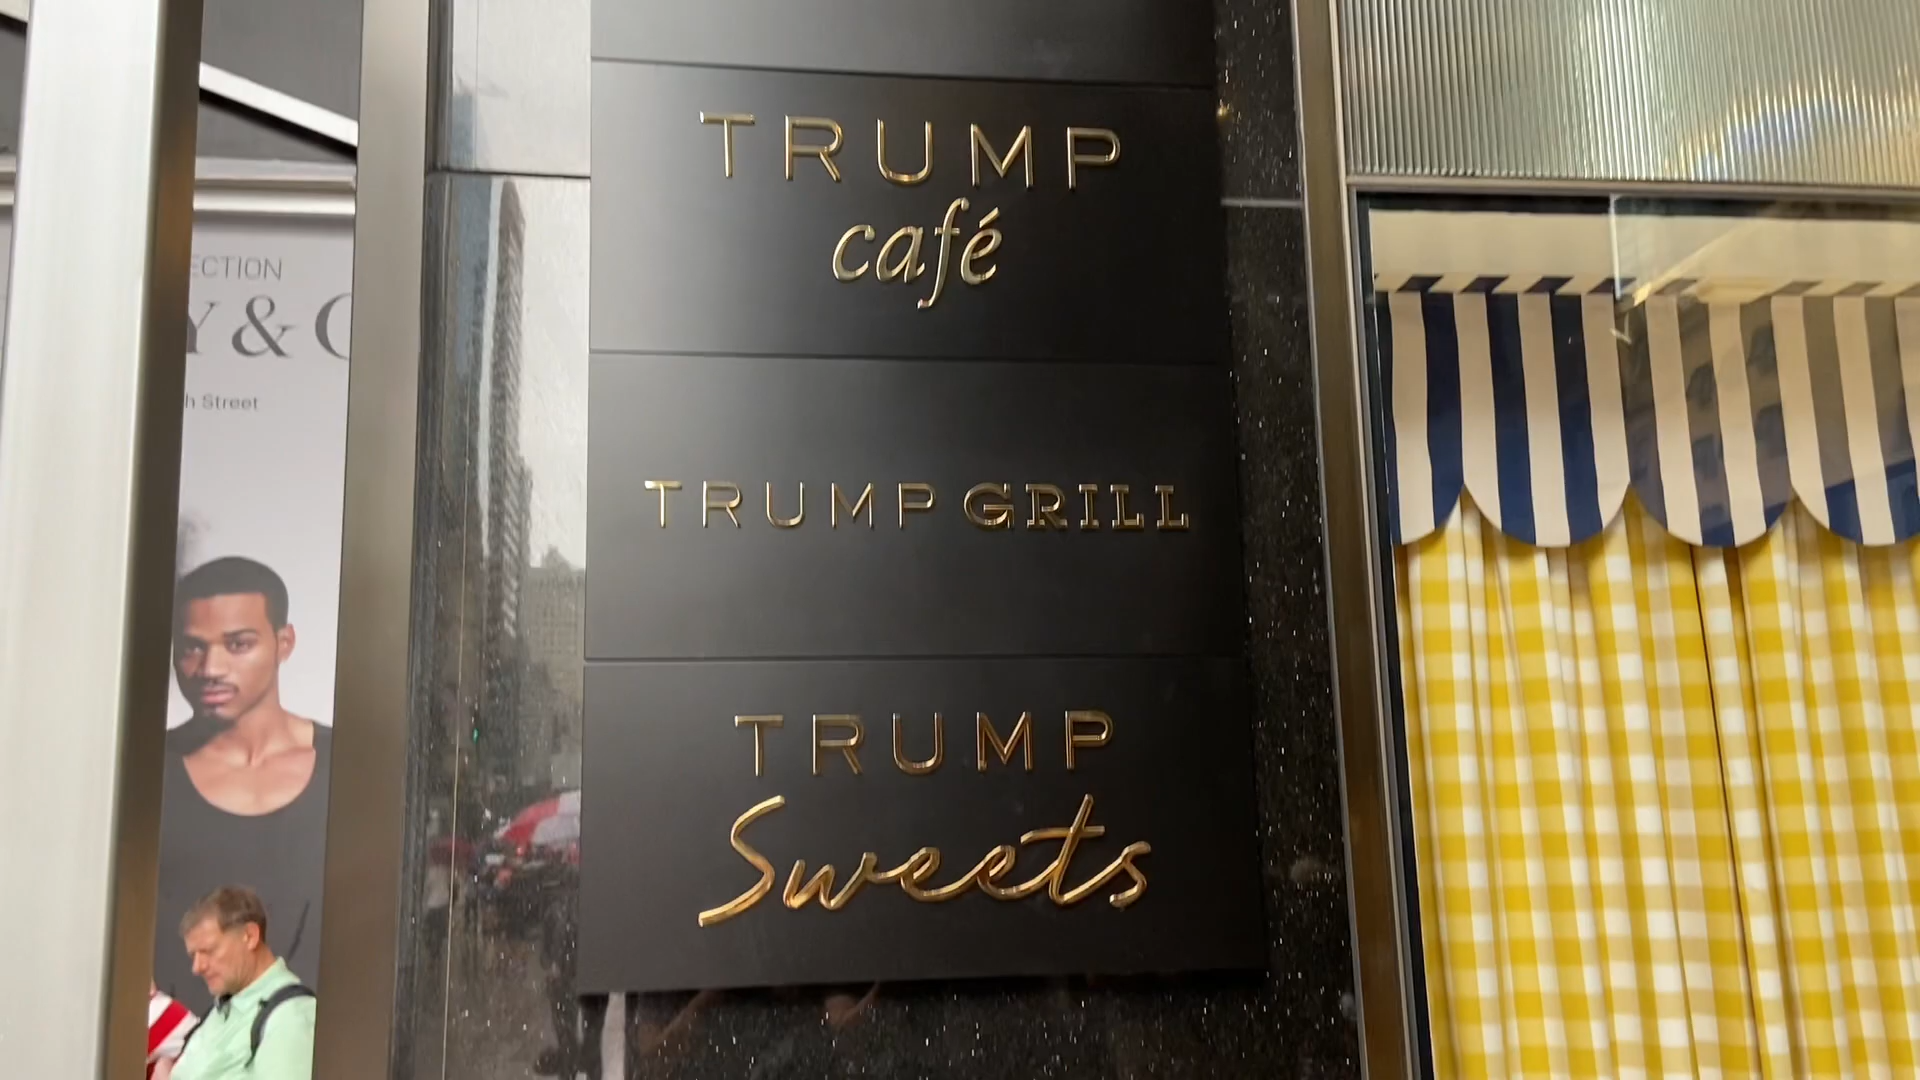 ECTION
Y & C
h Street
TRUMP
café
TRUMP GRILL
TRUMP
Sweets